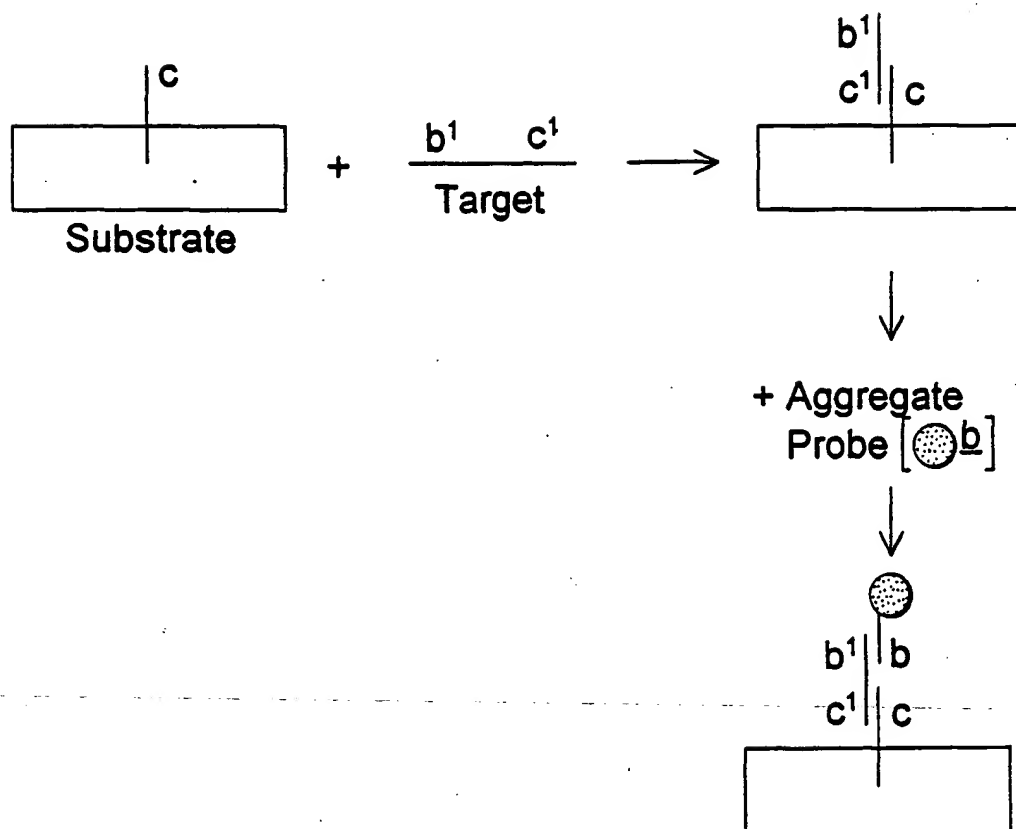 c
Substrate
+
b¹ c¹
Target
b¹
c¹ c
+ Aggregate
Probe [b]
b¹ b
c¹ c